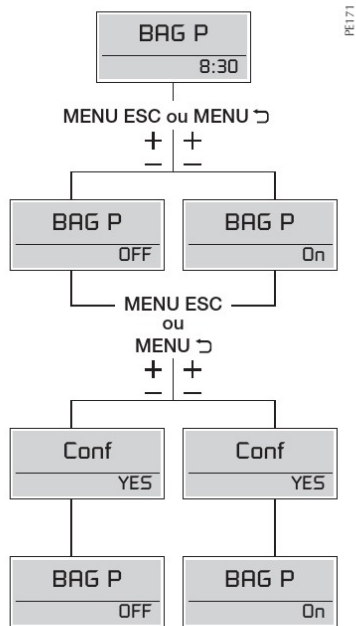 PE171
BAG P
8:30
MENU ESC ou MENU ⮌
+ +
− −
BAG P BAG P
OFF On
MENU ESC
ou
MENU ⮌
+ +
− −
Conf Conf
YES YES
BAG P BAG P
OFF On